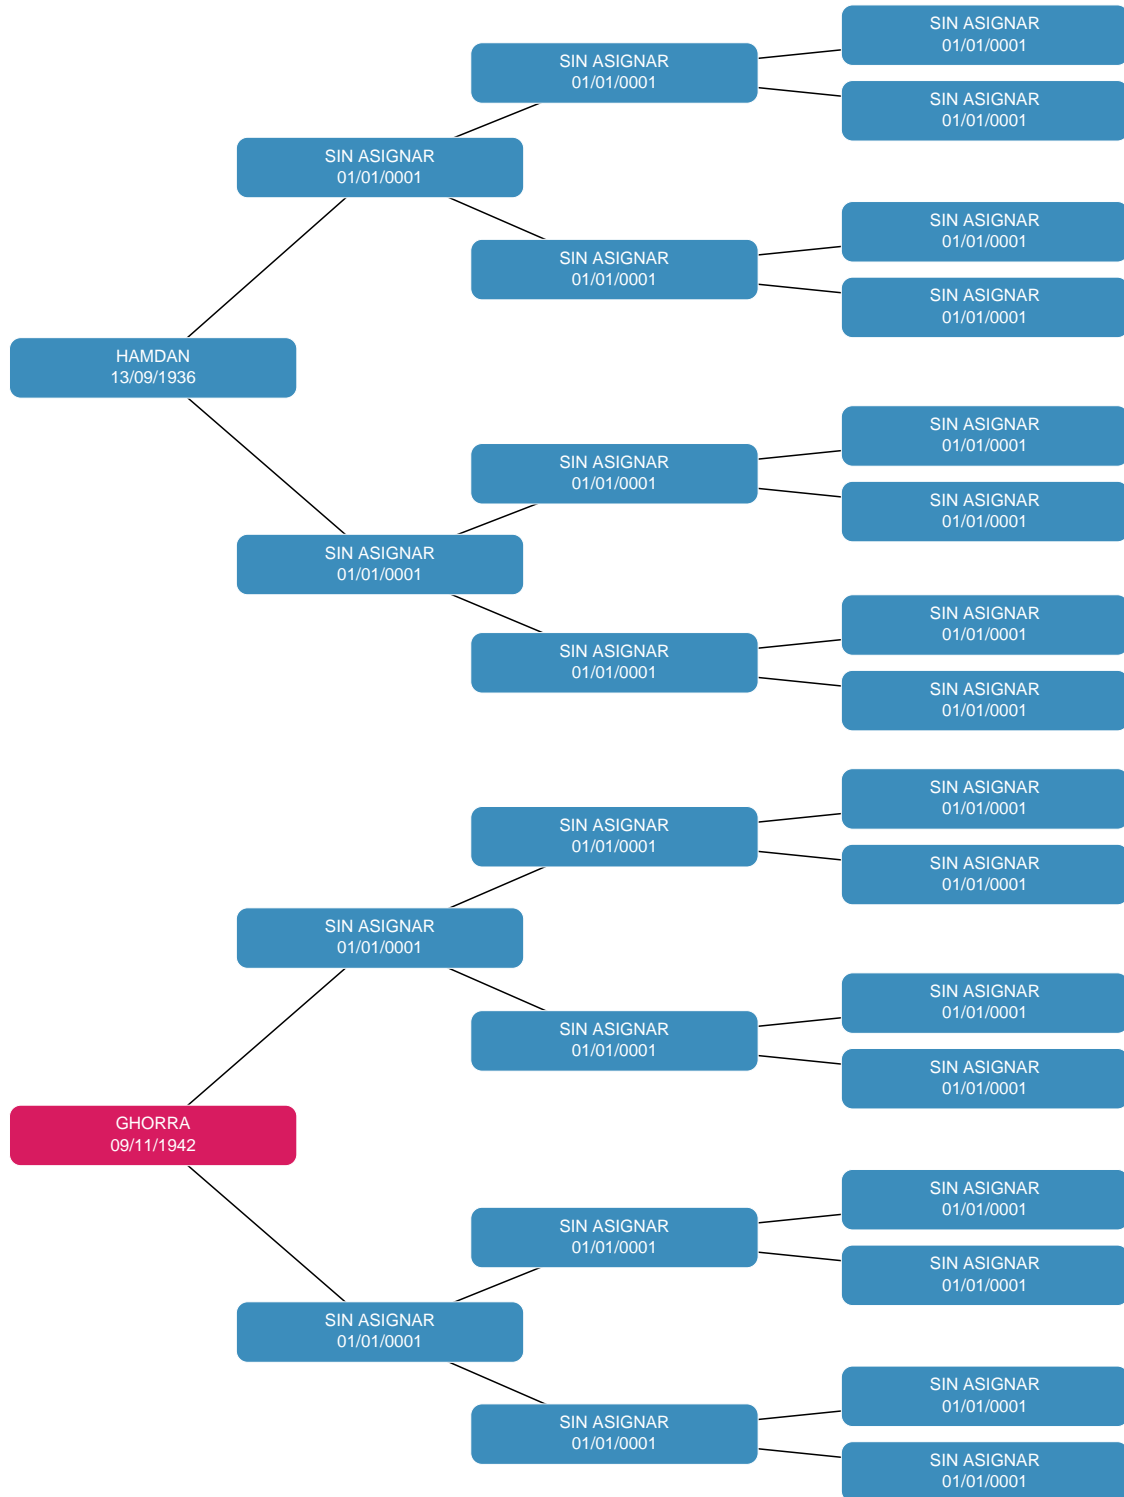 SIN ASIGNAR
01/01/0001
SIN ASIGNAR
01/01/0001
SIN ASIGNAR
01/01/0001
SIN ASIGNAR
01/01/0001
SIN ASIGNAR
01/01/0001
SIN ASIGNAR
01/01/0001
SIN ASIGNAR
01/01/0001
HAMDAN
13/09/1936
SIN ASIGNAR
01/01/0001
SIN ASIGNAR
01/01/0001
SIN ASIGNAR
01/01/0001
SIN ASIGNAR
01/01/0001
SIN ASIGNAR
01/01/0001
SIN ASIGNAR
01/01/0001
SIN ASIGNAR
01/01/0001
SIN ASIGNAR
01/01/0001
SIN ASIGNAR
01/01/0001
SIN ASIGNAR
01/01/0001
SIN ASIGNAR
01/01/0001
SIN ASIGNAR
01/01/0001
SIN ASIGNAR
01/01/0001
SIN ASIGNAR
01/01/0001
GHORRA
09/11/1942
SIN ASIGNAR
01/01/0001
SIN ASIGNAR
01/01/0001
SIN ASIGNAR
01/01/0001
SIN ASIGNAR
01/01/0001
SIN ASIGNAR
01/01/0001
SIN ASIGNAR
01/01/0001
SIN ASIGNAR
01/01/0001